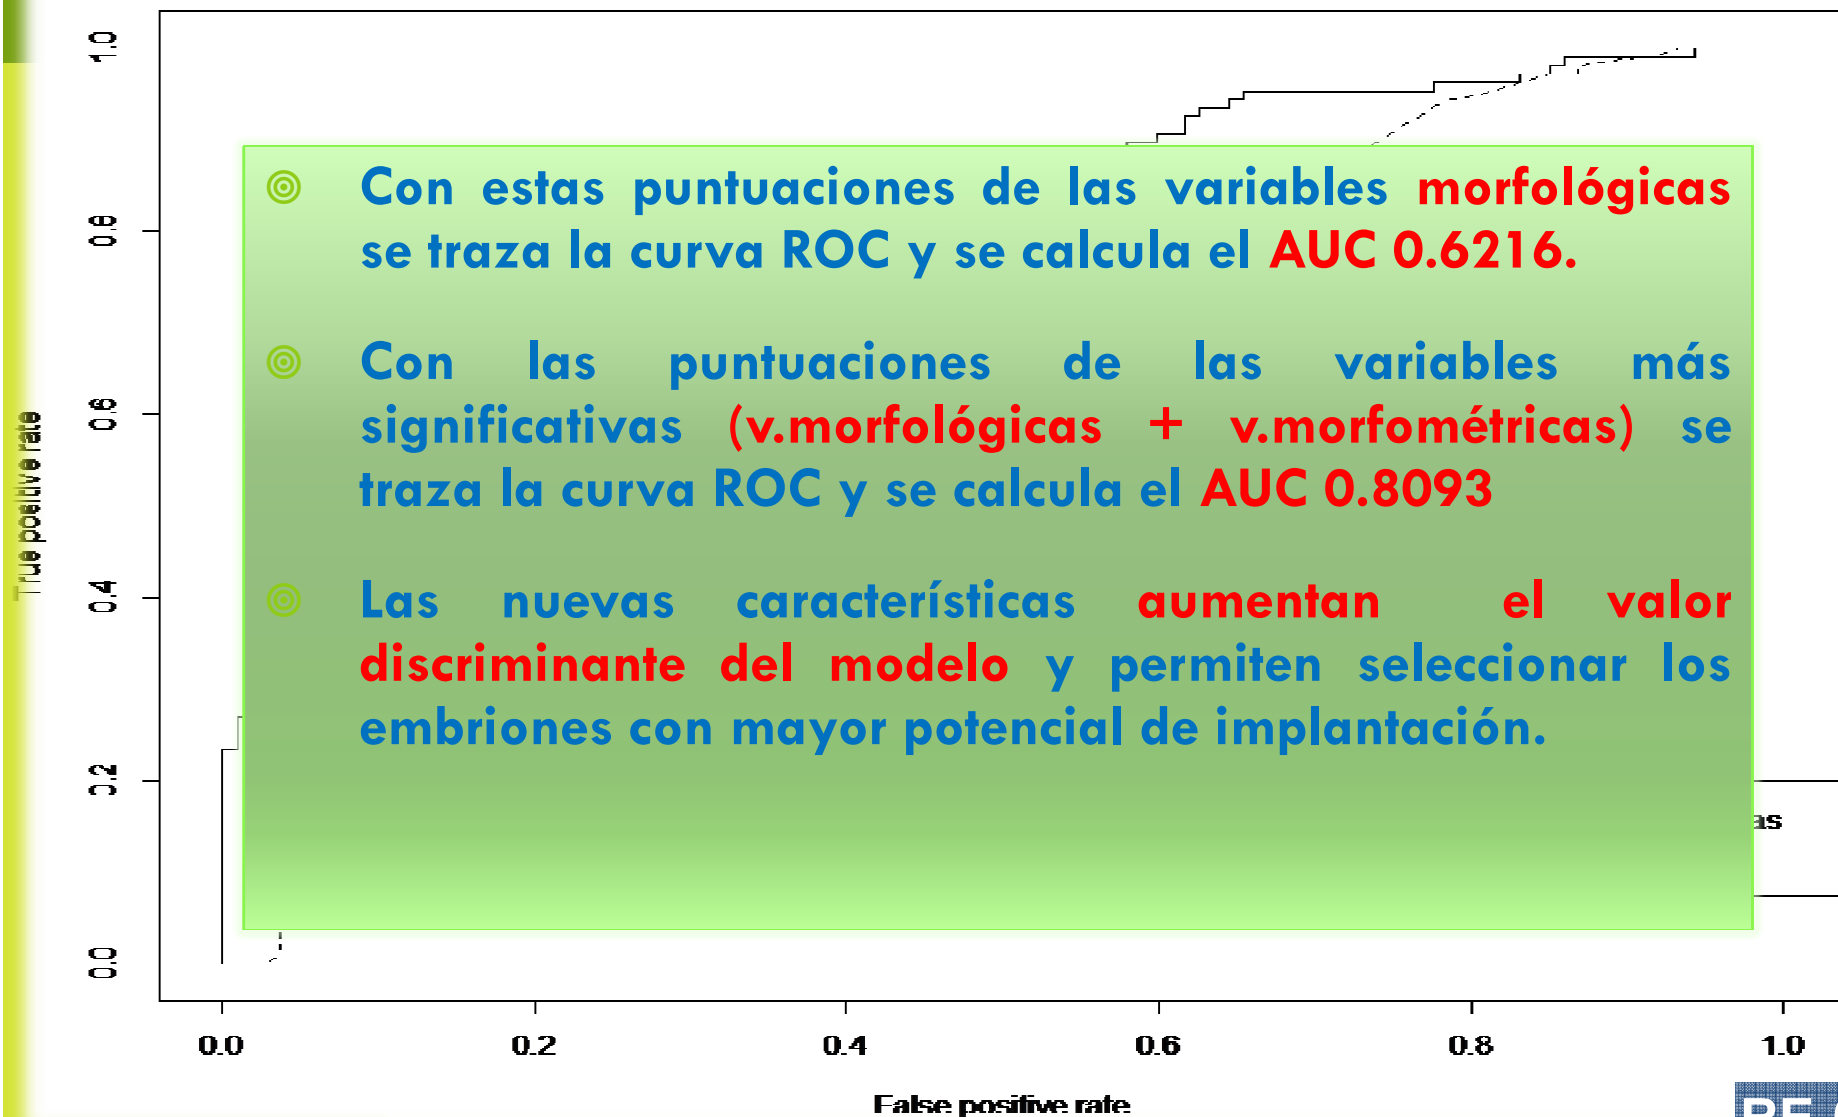 1.0
0.8
0.6
0.4
0.2
0.0
True positive rate
◎ Con estas puntuaciones de las variables morfológicas
se traza la curva ROC y se calcula el AUC 0.6216.
◎ Con las puntuaciones de las variables más
significativas (v.morfológicas + v.morfométricas) se
traza la curva ROC y se calcula el AUC 0.8093
◎ Las nuevas características aumentan el valor
discriminante del modelo y permiten seleccionar los
embriones con mayor potencial de implantación.
as
0.0 0.2 0.4 0.6 0.8 1.0
False positive rate